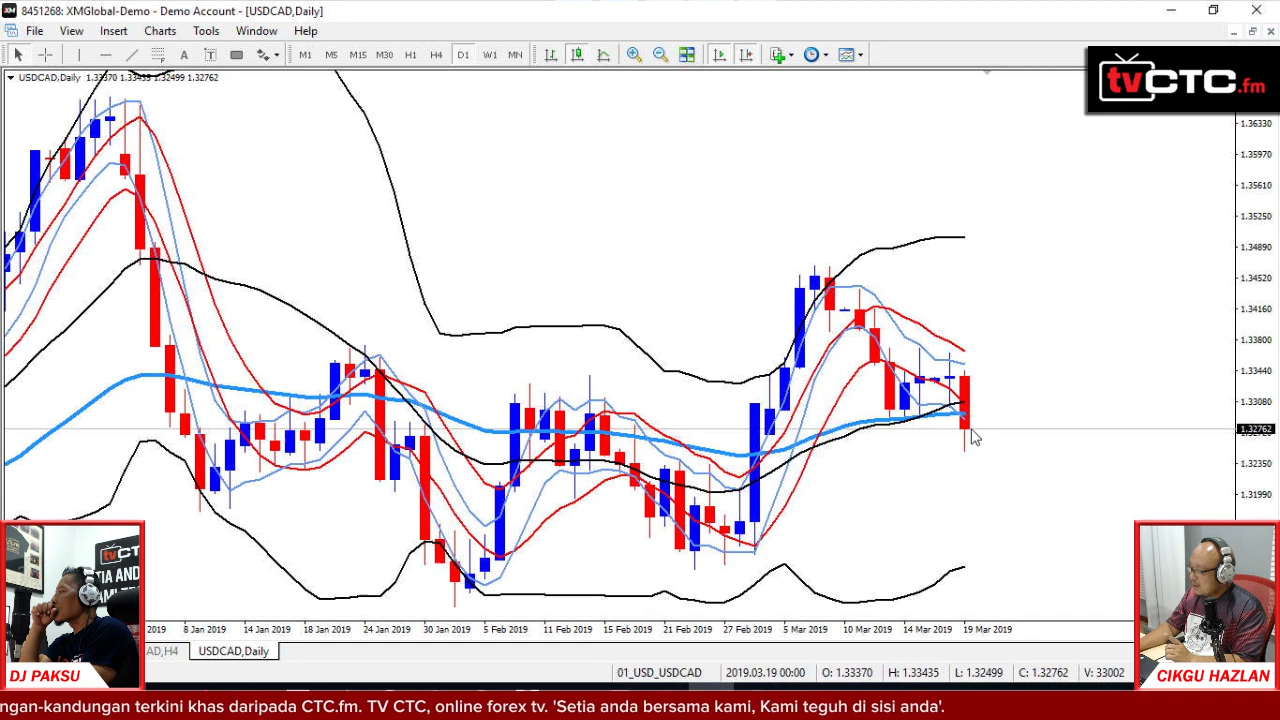 8451268: XMGlobal-Demo - Demo Account - [USDCAD,Daily]
File View Insert Charts Tools Window Help
M1 M5 M15 M30 H1 H4 D1 W1 MN
USDCAD,Daily 1.33370 1.33435 1.32499 1.32762
tvCTC.fm
1.36330
1.35970
1.35610
1.35250
1.34890
1.34520
1.34160
1.33800
1.33440
1.33080
1.32762
1.32350
1.31990
2019 8 Jan 2019 14 Jan 2019 18 Jan 2019 24 Jan 2019 30 Jan 2019 5 Feb 2019 11 Feb 2019 15 Feb 2019 21 Feb 2019 27 Feb 2019 5 Mar 2019 10 Mar 2019 14 Mar 2019 19 Mar 2019
AD,H4 USDCAD,Daily
01_USD_USDCAD 2019.03.19 00:00 O: 1.33370 H: 1.33435 L: 1.32499 C: 1.32762 V: 33002
tvCTC
DJ PAKSU
CIKGU HAZLAN
ngan-kandungan terkini khas daripada CTC.fm. TV CTC, online forex tv. 'Setia anda bersama kami, Kami teguh di sisi anda'.